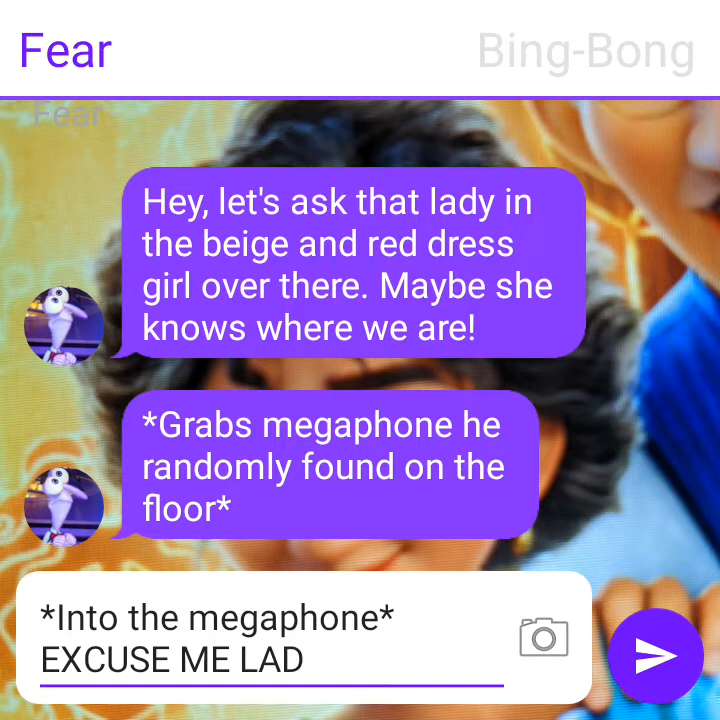 Fear Bing-Bong
Fear
Hey, let's ask that lady in
the beige and red dress
girl over there. Maybe she
knows where we are!
*Grabs megaphone he
randomly found on the
floor*
*Into the megaphone*
EXCUSE ME LAD